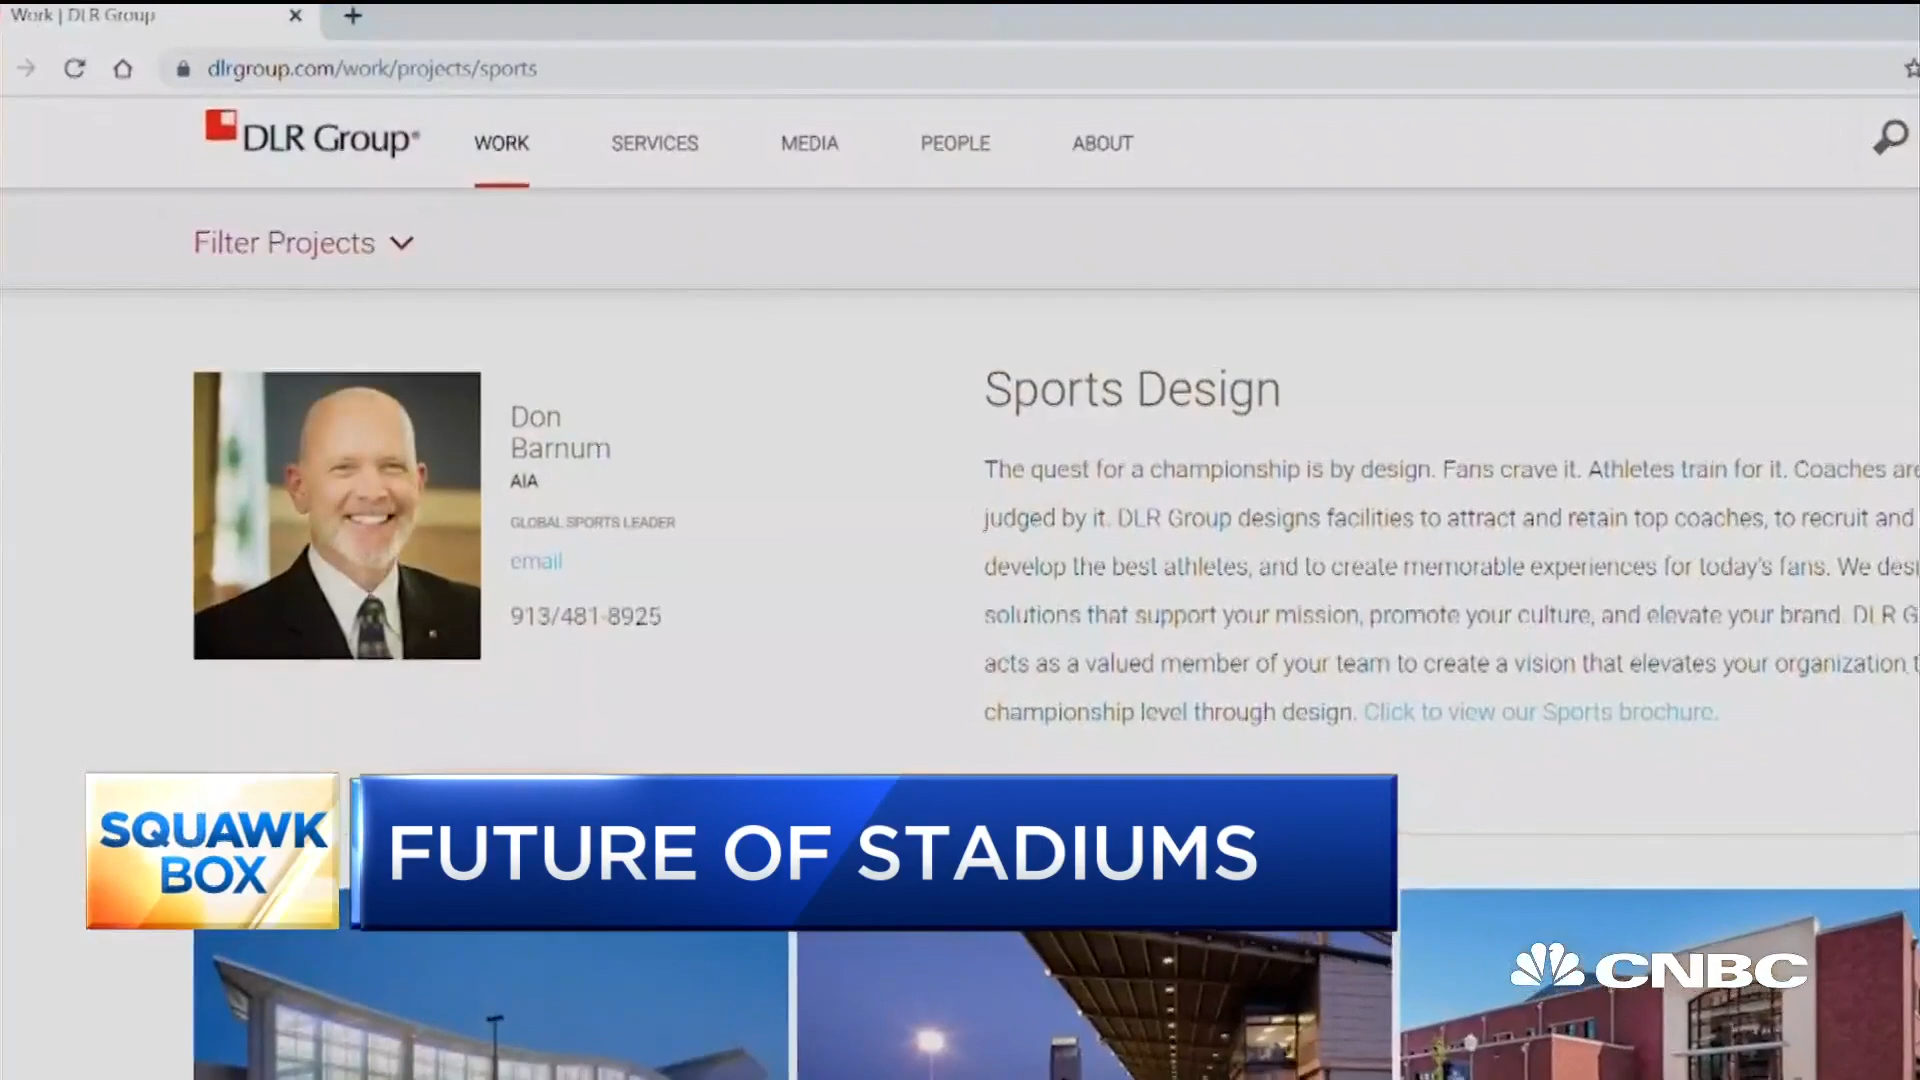 Work | DLR Group
dlrgroup.com/work/projects/sports
DLR Group®
WORK
SERVICES
MEDIA
PEOPLE
ABOUT
Filter Projects
Don
Barnum
AIA
GLOBAL SPORTS LEADER
email
913/481-8925
Sports Design
The quest for a championship is by design. Fans crave it. Athletes train for it. Coaches are
judged by it. DLR Group designs facilities to attract and retain top coaches, to recruit and
develop the best athletes, and to create memorable experiences for today's fans. We desi
solutions that support your mission, promote your culture, and elevate your brand. DLR G
acts as a valued member of your team to create a vision that elevates your organization t
championship level through design. Click to view our Sports brochure.
SQUAWK
BOX
FUTURE OF STADIUMS
CNBC